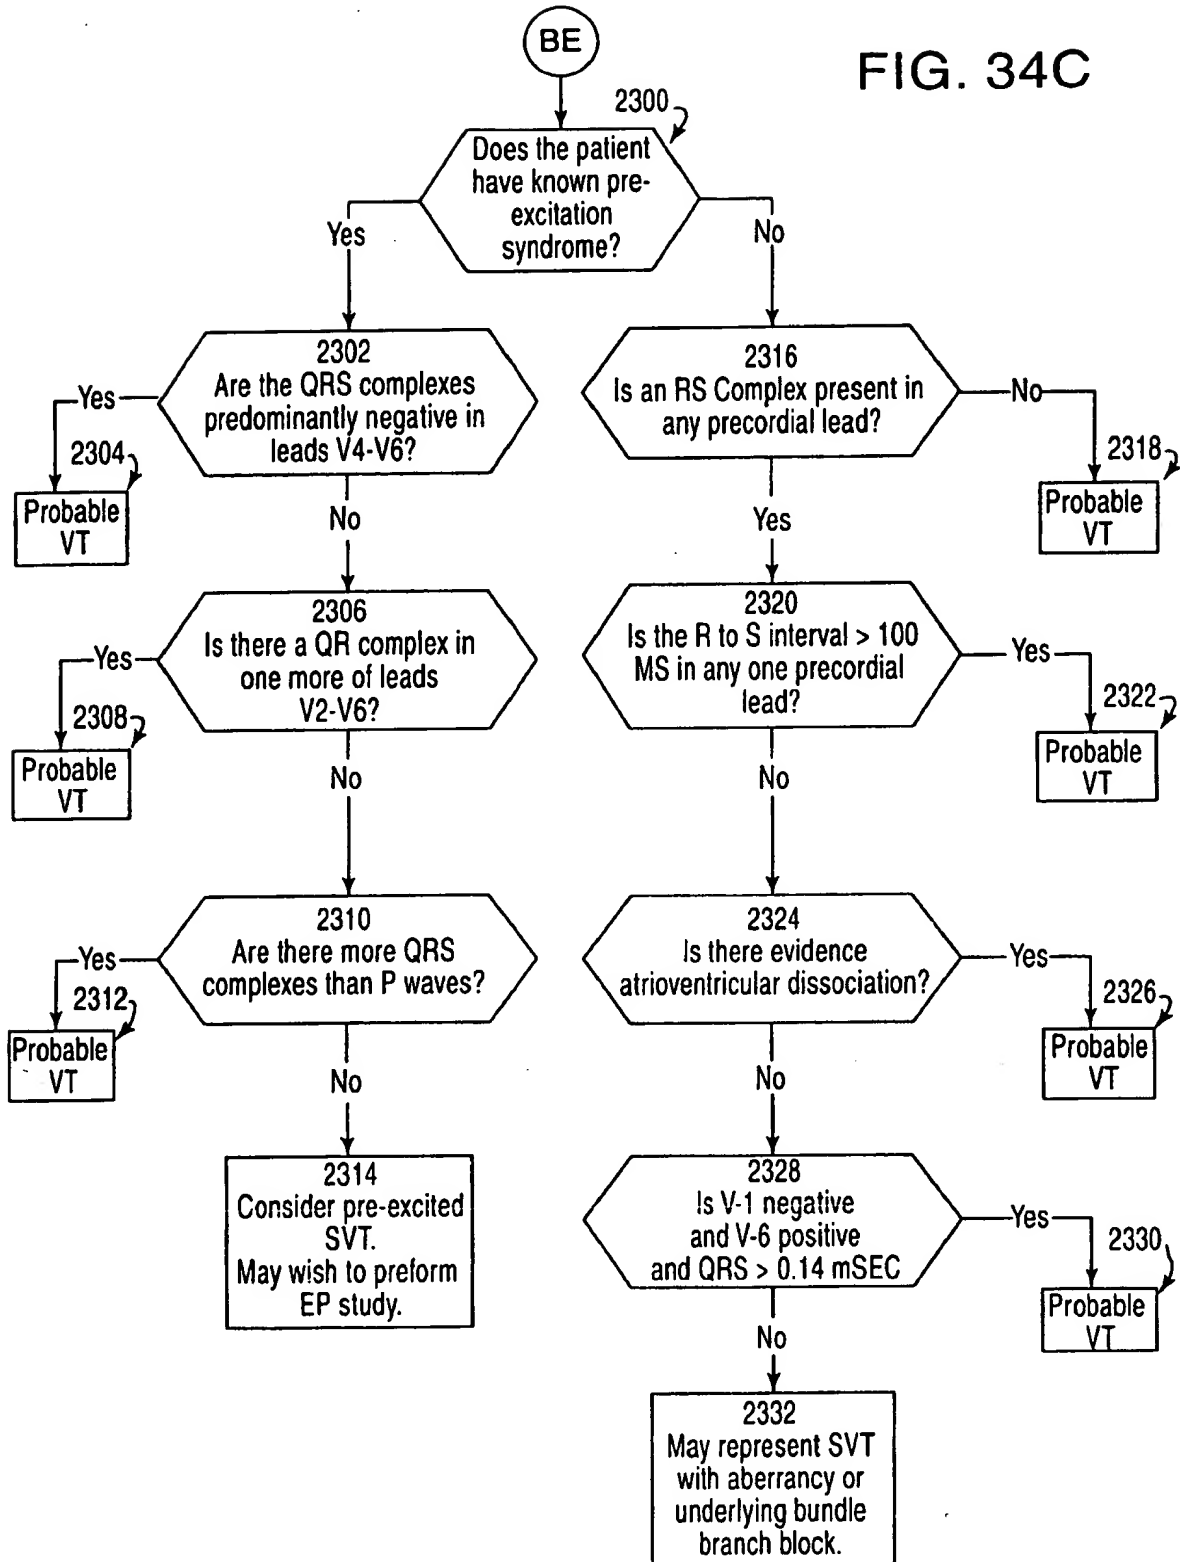 BE
FIG. 34C
2300
Does the patient
have known pre-
excitation
syndrome?
Yes
No
2302
Are the QRS complexes
predominantly negative in
leads V4-V6?
Yes
2304
Probable
VT
No
2316
Is an RS Complex present in
any precordial lead?
No
2318
Probable
VT
Yes
2306
Is there a QR complex in
one more of leads
V2-V6?
Yes
2308
Probable
VT
No
2320
Is the R to S interval > 100
MS in any one precordial
lead?
Yes
2322
Probable
VT
No
2310
Are there more QRS
complexes than P waves?
Yes
2312
Probable
VT
No
2324
Is there evidence
atrioventricular dissociation?
Yes
2326
Probable
VT
No
2314
Consider pre-excited
SVT.
May wish to preform
EP study.
2328
Is V-1 negative
and V-6 positive
and QRS > 0.14 mSEC
Yes
2330
Probable
VT
No
2332
May represent SVT
with aberrancy or
underlying bundle
branch block.